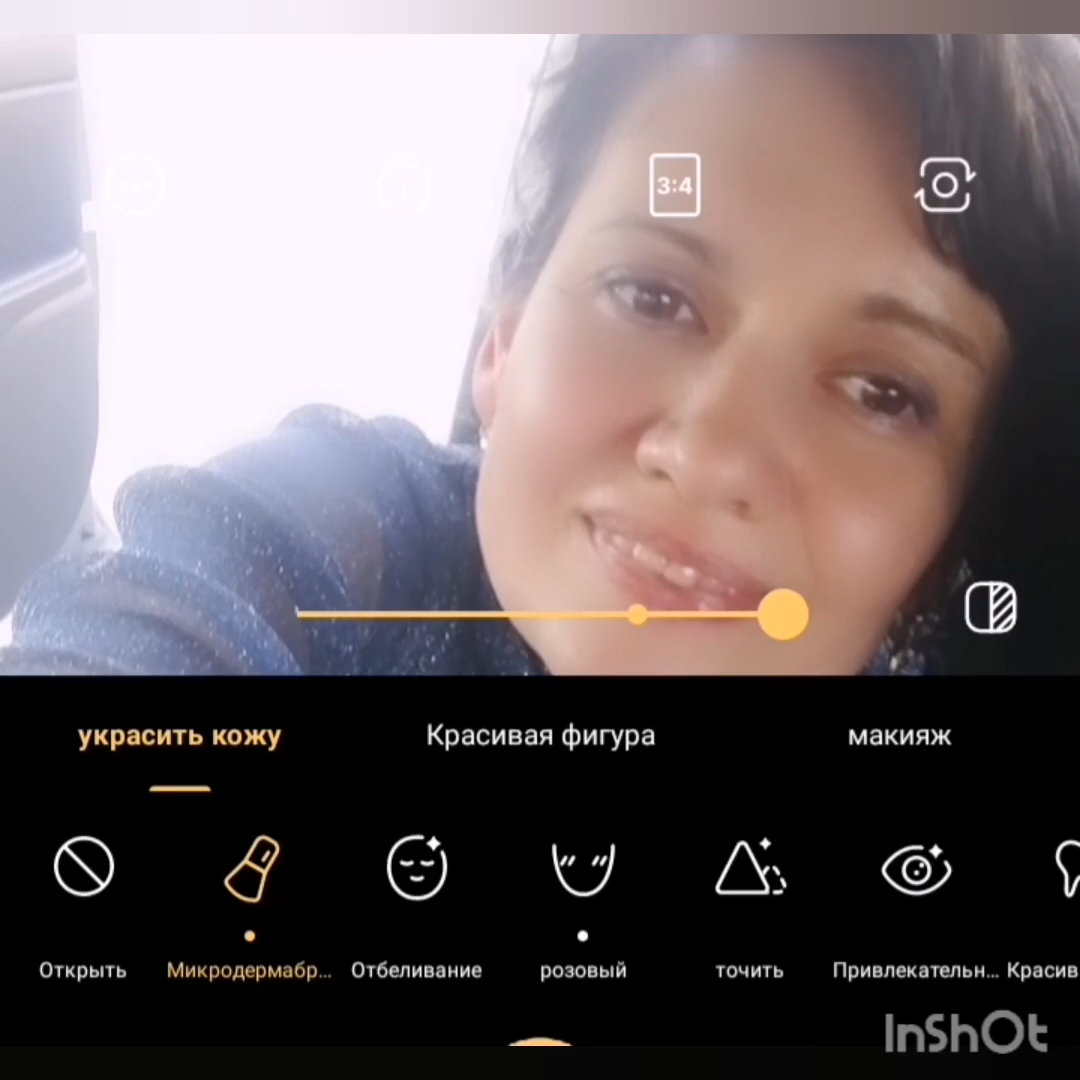 3:4
украсить кожу Красивая фигура макияж
Открыть Микродермабр... Отбеливание розовый точить Привлекательн... Красив
InShOt